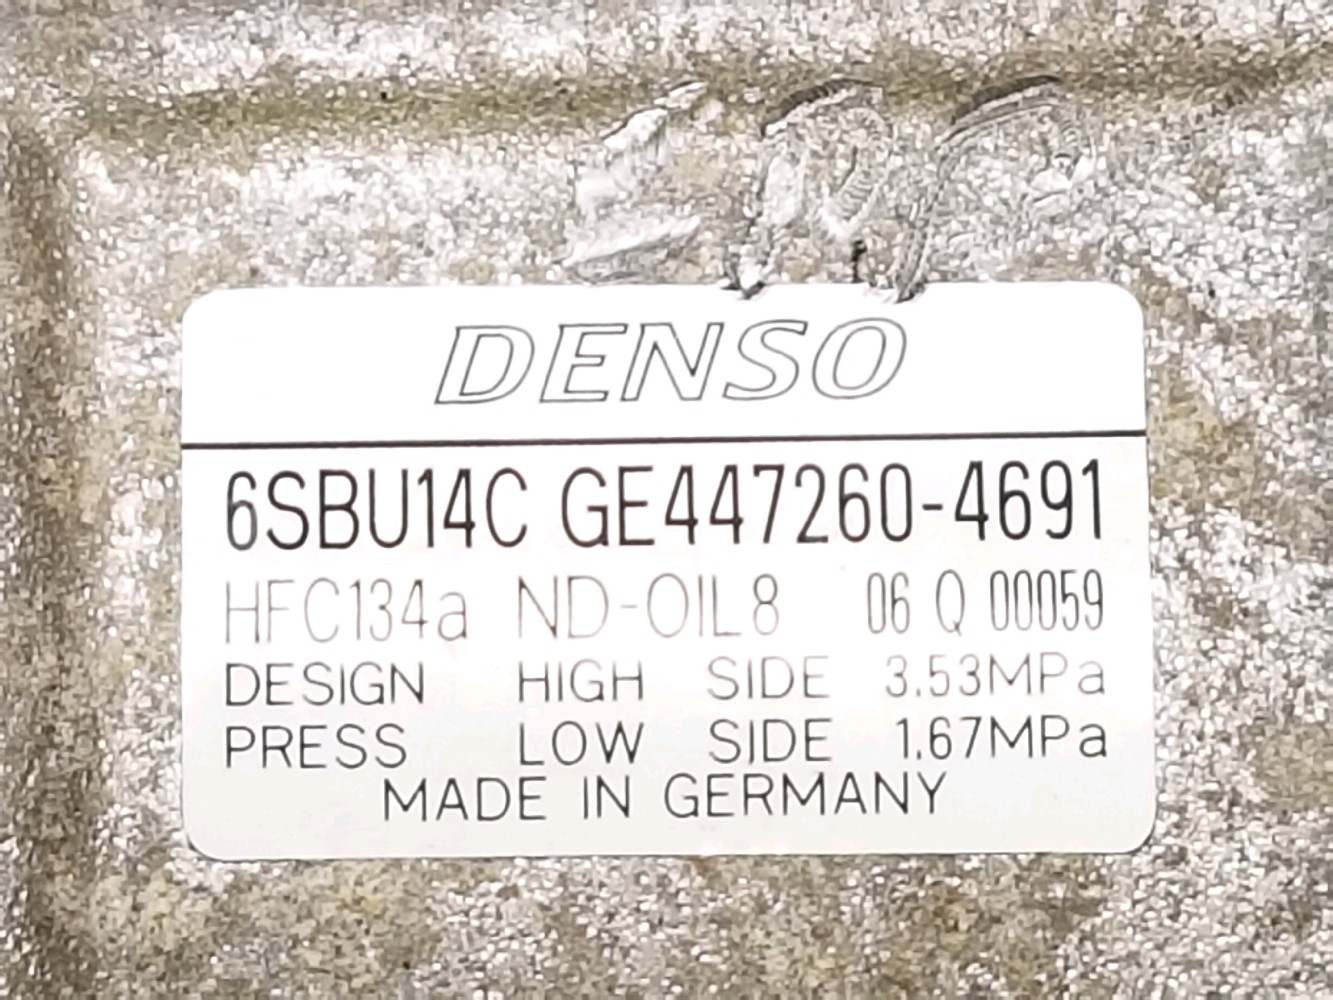 DENSO
6SBU14C GE447260-4691
HFC134a ND-OIL8 06 Q 00059
DESIGN HIGH SIDE 3.53MPa
PRESS LOW SIDE 1.67MPa
MADE IN GERMANY